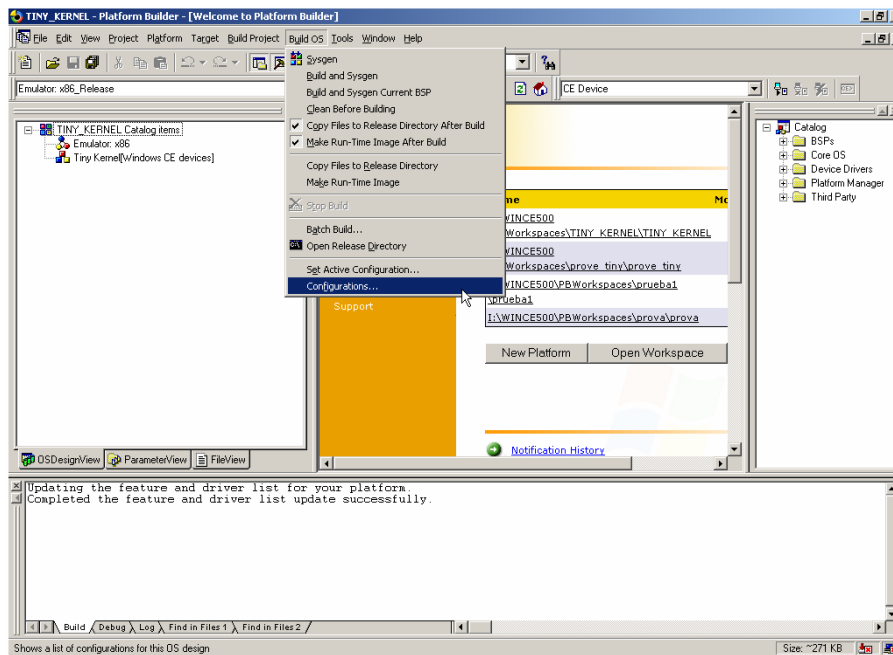 TINY_KERNEL - Platform Builder - [Welcome to Platform Builder]
File Edit View Project Platform Target Build Project Build OS Tools Window Help
Emulator: x86_Release
CE Device
Sysgen
Build and Sysgen
Build and Sysgen Current BSP
Clean Before Building
Copy Files to Release Directory After Build
Make Run-Time Image After Build
Copy Files to Release Directory
Make Run-Time Image
Stop Build
Batch Build...
Open Release Directory
Set Active Configuration...
Configurations...
TINY_KERNEL Catalog items
Emulator: x86
Tiny Kernel[Windows CE devices]
OSDesignView ParameterView FileView
Support
me Mo
WINCE500
Workspaces\TINY_KERNEL\TINY_KERNEL
WINCE500
Workspaces\prove_tiny\prove_tiny
WINCE500\PBWorkspaces\prueba1
\prueba1
I:\WINCE500\PBWorkspaces\prova\prova
New Platform Open Workspace
Notification History
Catalog
BSPs
Core OS
Device Drivers
Platform Manager
Third Party
Updating the feature and driver list for your platform.
Completed the feature and driver list update successfully.
Build Debug Log Find in Files 1 Find in Files 2
Shows a list of configurations for this OS design
Size: ~271 KB